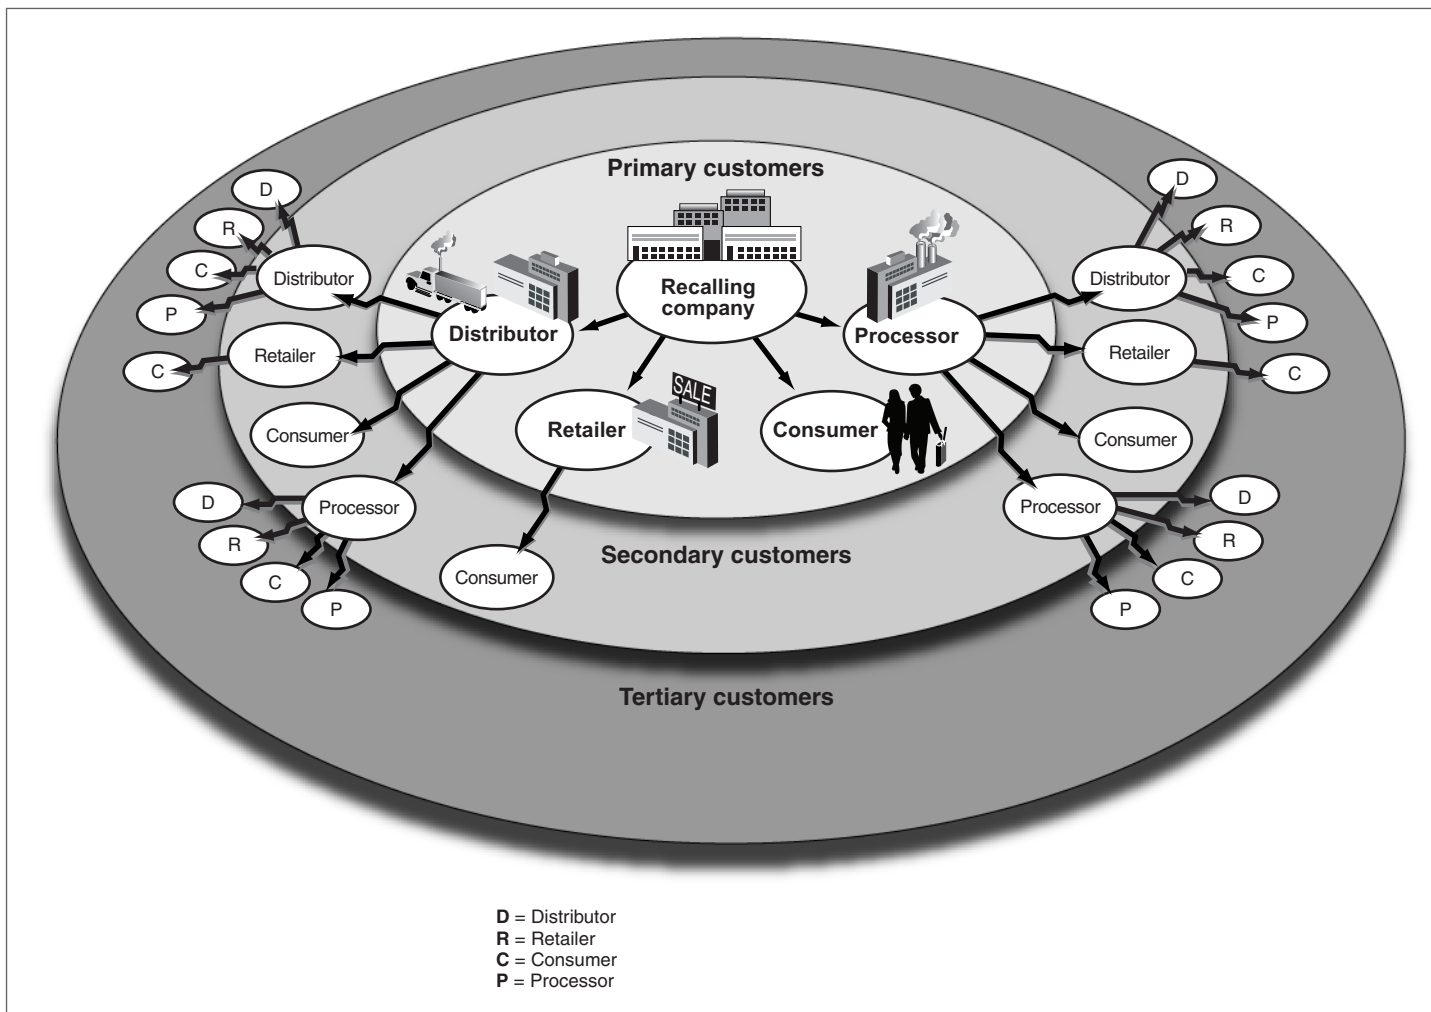 Primary customers
Recalling
company
Distributor
Processor
SALE
Retailer
Consumer
D
R
C
P
C
Distributor
Retailer
Consumer
Processor
D
R
C
P
Consumer
D
R
C
P
C
Distributor
Retailer
Consumer
Processor
D
R
C
P
Secondary customers
Tertiary customers
D = Distributor
R = Retailer
C = Consumer
P = Processor